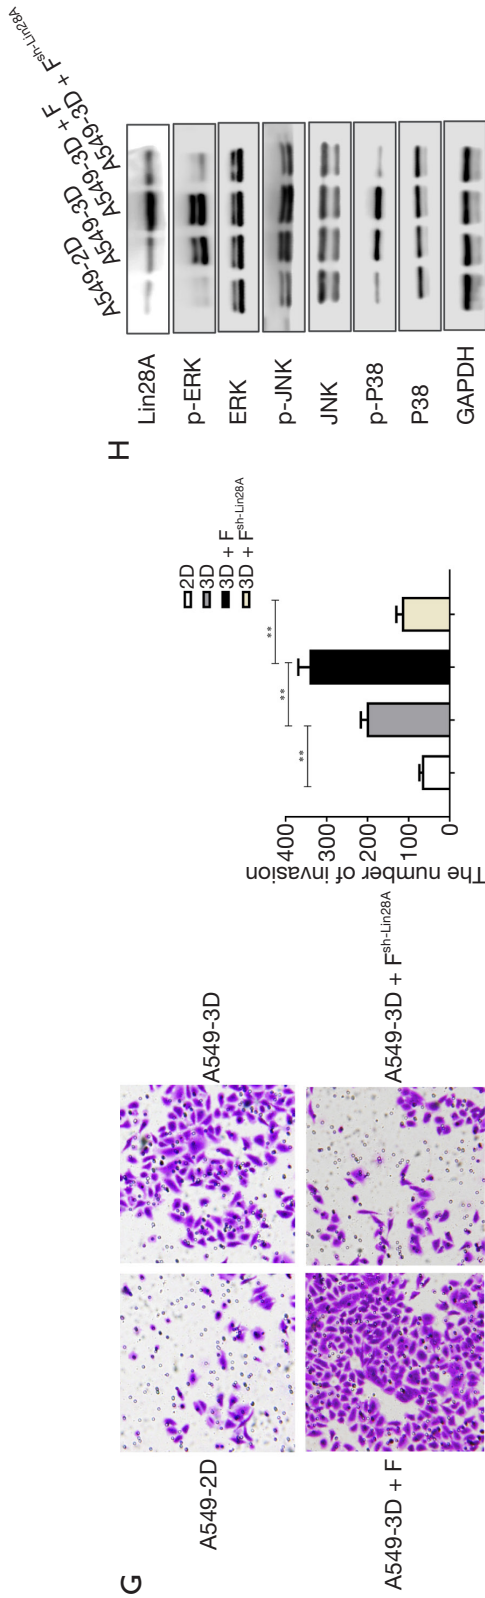 G
A549-2D
A549-3D
A549-3D + F
A549-3D + Fsh-Lin28A
The number of invasion
400
300
200
100
0
**
**
**
2D
3D
3D + F
3D + Fsh-Lin28A
H
A549-2D
A549-3D
A549-3D + F
A549-3D + Fsh-Lin28A
Lin28A
p-ERK
ERK
p-JNK
JNK
p-P38
P38
GAPDH